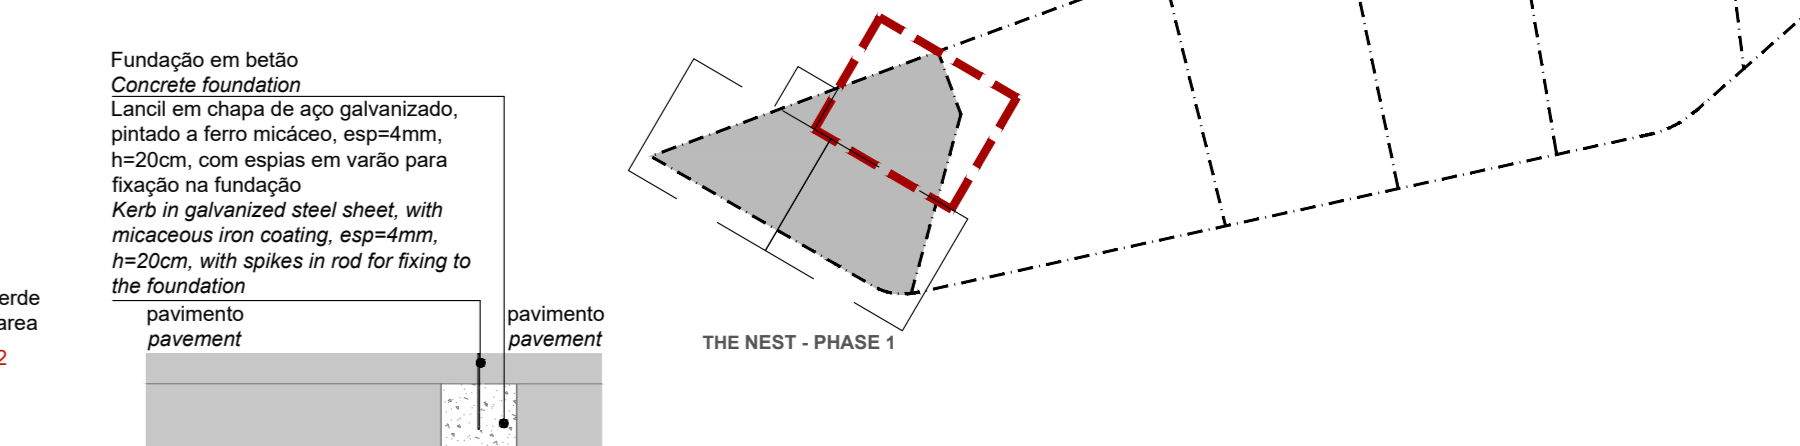 Fundação em betão
Concrete foundation
Lancil em chapa de aço galvanizado,
pintado a ferro micáceo, esp=4mm,
h=20cm, com espias em varão para
fixação na fundação
Kerb in galvanized steel sheet, with
micaceous iron coating, esp=4mm,
h=20cm, with spikes in rod for fixing to
the foundation
erde
area
2
pavimento
pavement
pavimento
pavement
THE NEST - PHASE 1